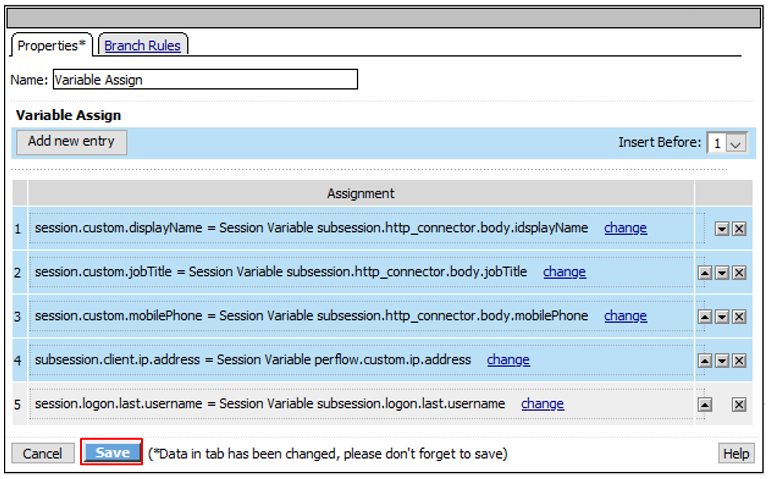 Properties* Branch Rules
Name: Variable Assign
Variable Assign
Add new entry Insert Before: 1
Assignment
1 session.custom.displayName = Session Variable subsession.http_connector.body.idsplayName change
2 session.custom.jobTitle = Session Variable subsession.http_connector.body.jobTitle change
3 session.custom.mobilePhone = Session Variable subsession.http_connector.body.mobilePhone change
4 subsession.client.ip.address = Session Variable perflow.custom.ip.address change
5 session.logon.last.username = Session Variable subsession.logon.last.username change
Cancel Save (*Data in tab has been changed, please don't forget to save) Help